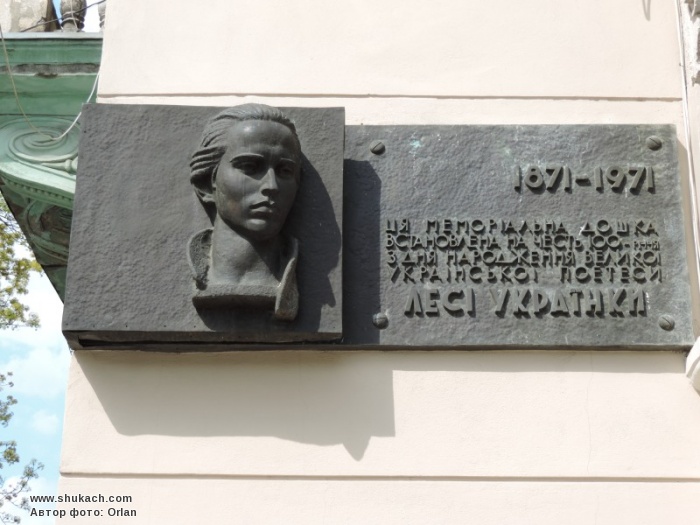 1871-1971
ЦЯ МЕМОРІАЛЬНА ДОШКА
ВСТАНОВЛЕНА НА ЧЕСТЬ 100-РІЧЧЯ
З ДНЯ НАРОДЖЕННЯ ВЕЛИКОЇ
УКРАЇНСЬКОЇ ПОЕТЕСИ
ЛЕСІ УКРАЇНКИ
www.shukach.com
Автор фото: Orlan